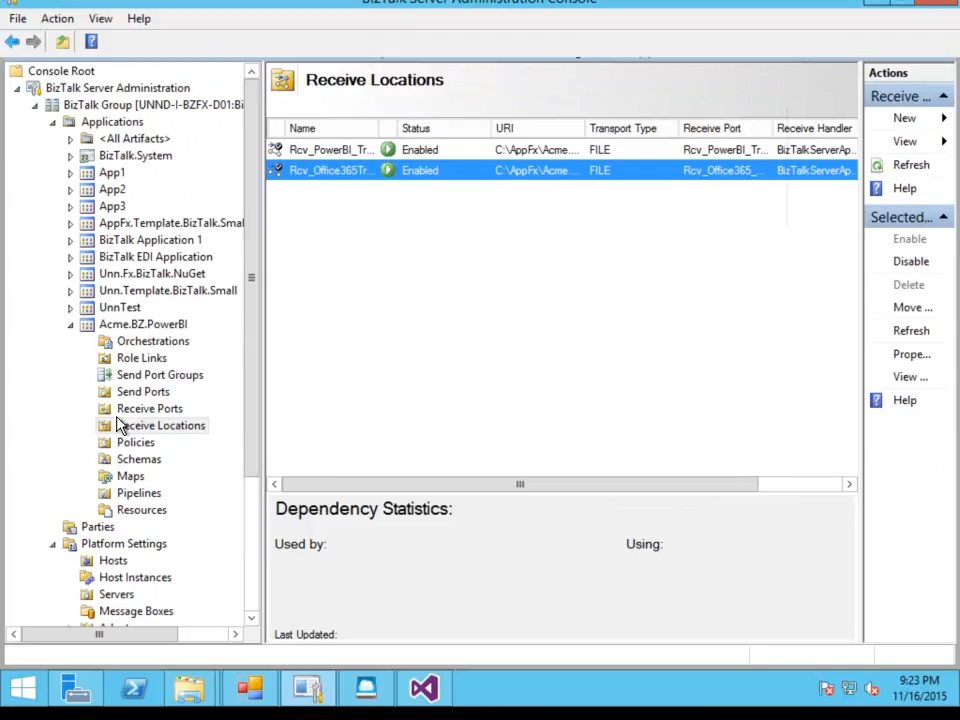 BizTalk Server Administration Console
File Action View Help
Console Root
BizTalk Server Administration
BizTalk Group [UNND-I-BZFX-D01:Bi
Applications
<All Artifacts>
BizTalk.System
App1
App2
App3
AppFx.Template.BizTalk.Smal
BizTalk Application 1
BizTalk EDI Application
Unn.Fx.BizTalk.NuGet
Unn.Template.BizTalk.Small
UnnTest
Acme.BZ.PowerBI
Orchestrations
Role Links
Send Port Groups
Send Ports
Receive Ports
eceive Locations
Policies
Schemas
Maps
Pipelines
Resources
Parties
Platform Settings
Hosts
Host Instances
Servers
Message Boxes
Receive Locations
Name Status URI Transport Type Receive Port Receive Handler
Rcv_PowerBI_Tr... Enabled C:\AppFx\Acme.... FILE Rcv_PowerBI_Tr... BizTalkServerAp...
Rcv_Office365Tr... Enabled C:\AppFx\Acme.... FILE Rcv_Office365_... BizTalkServerAp...
Dependency Statistics:
Used by: Using:
Last Updated:
Actions
Receive ...
New
View
Refresh
Help
Selected...
Enable
Disable
Delete
Move ...
Refresh
Prope...
View ...
Help
9:23 PM
11/16/2015